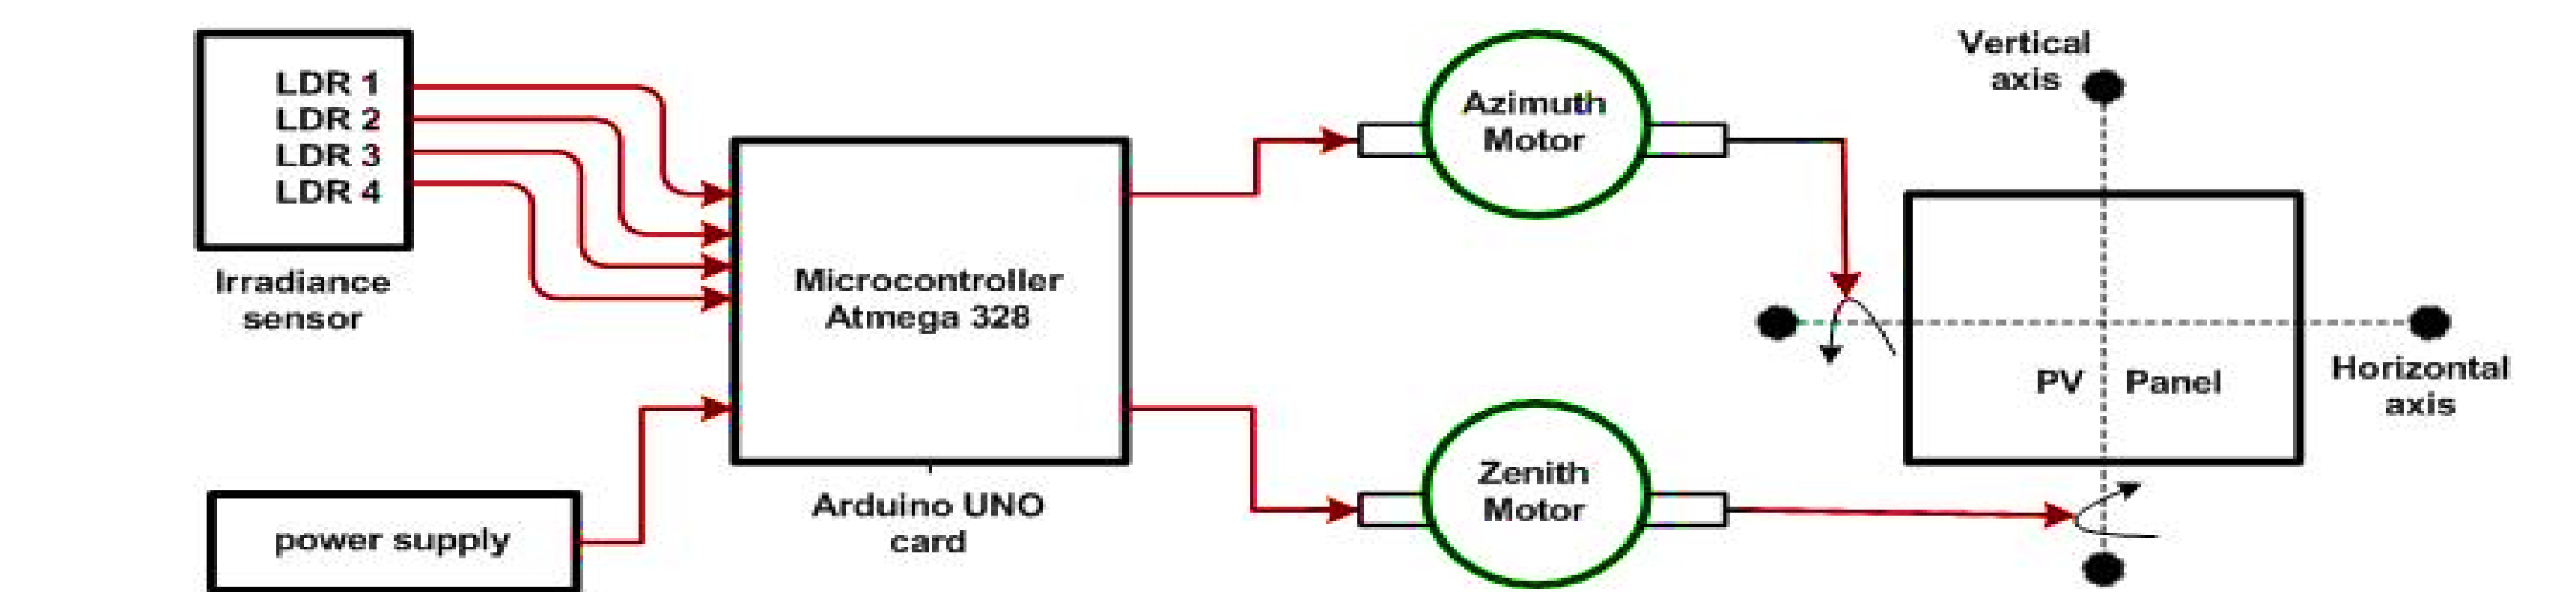 LDR 1
LDR 2
LDR 3
LDR 4
Irradiance
sensor
power supply
Microcontroller
Atmega 328
Arduino UNO
card
Azimuth
Motor
Zenith
Motor
Vertical
axis
PV Panel
Horizontal
axis